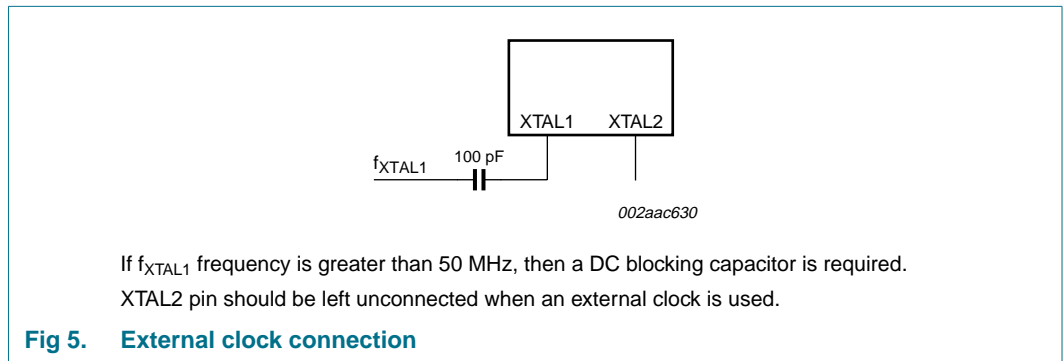 XTAL1 XTAL2
fXTAL1 100 pF
002aac630
If fXTAL1 frequency is greater than 50 MHz, then a DC blocking capacitor is required.
XTAL2 pin should be left unconnected when an external clock is used.
Fig 5. External clock connection